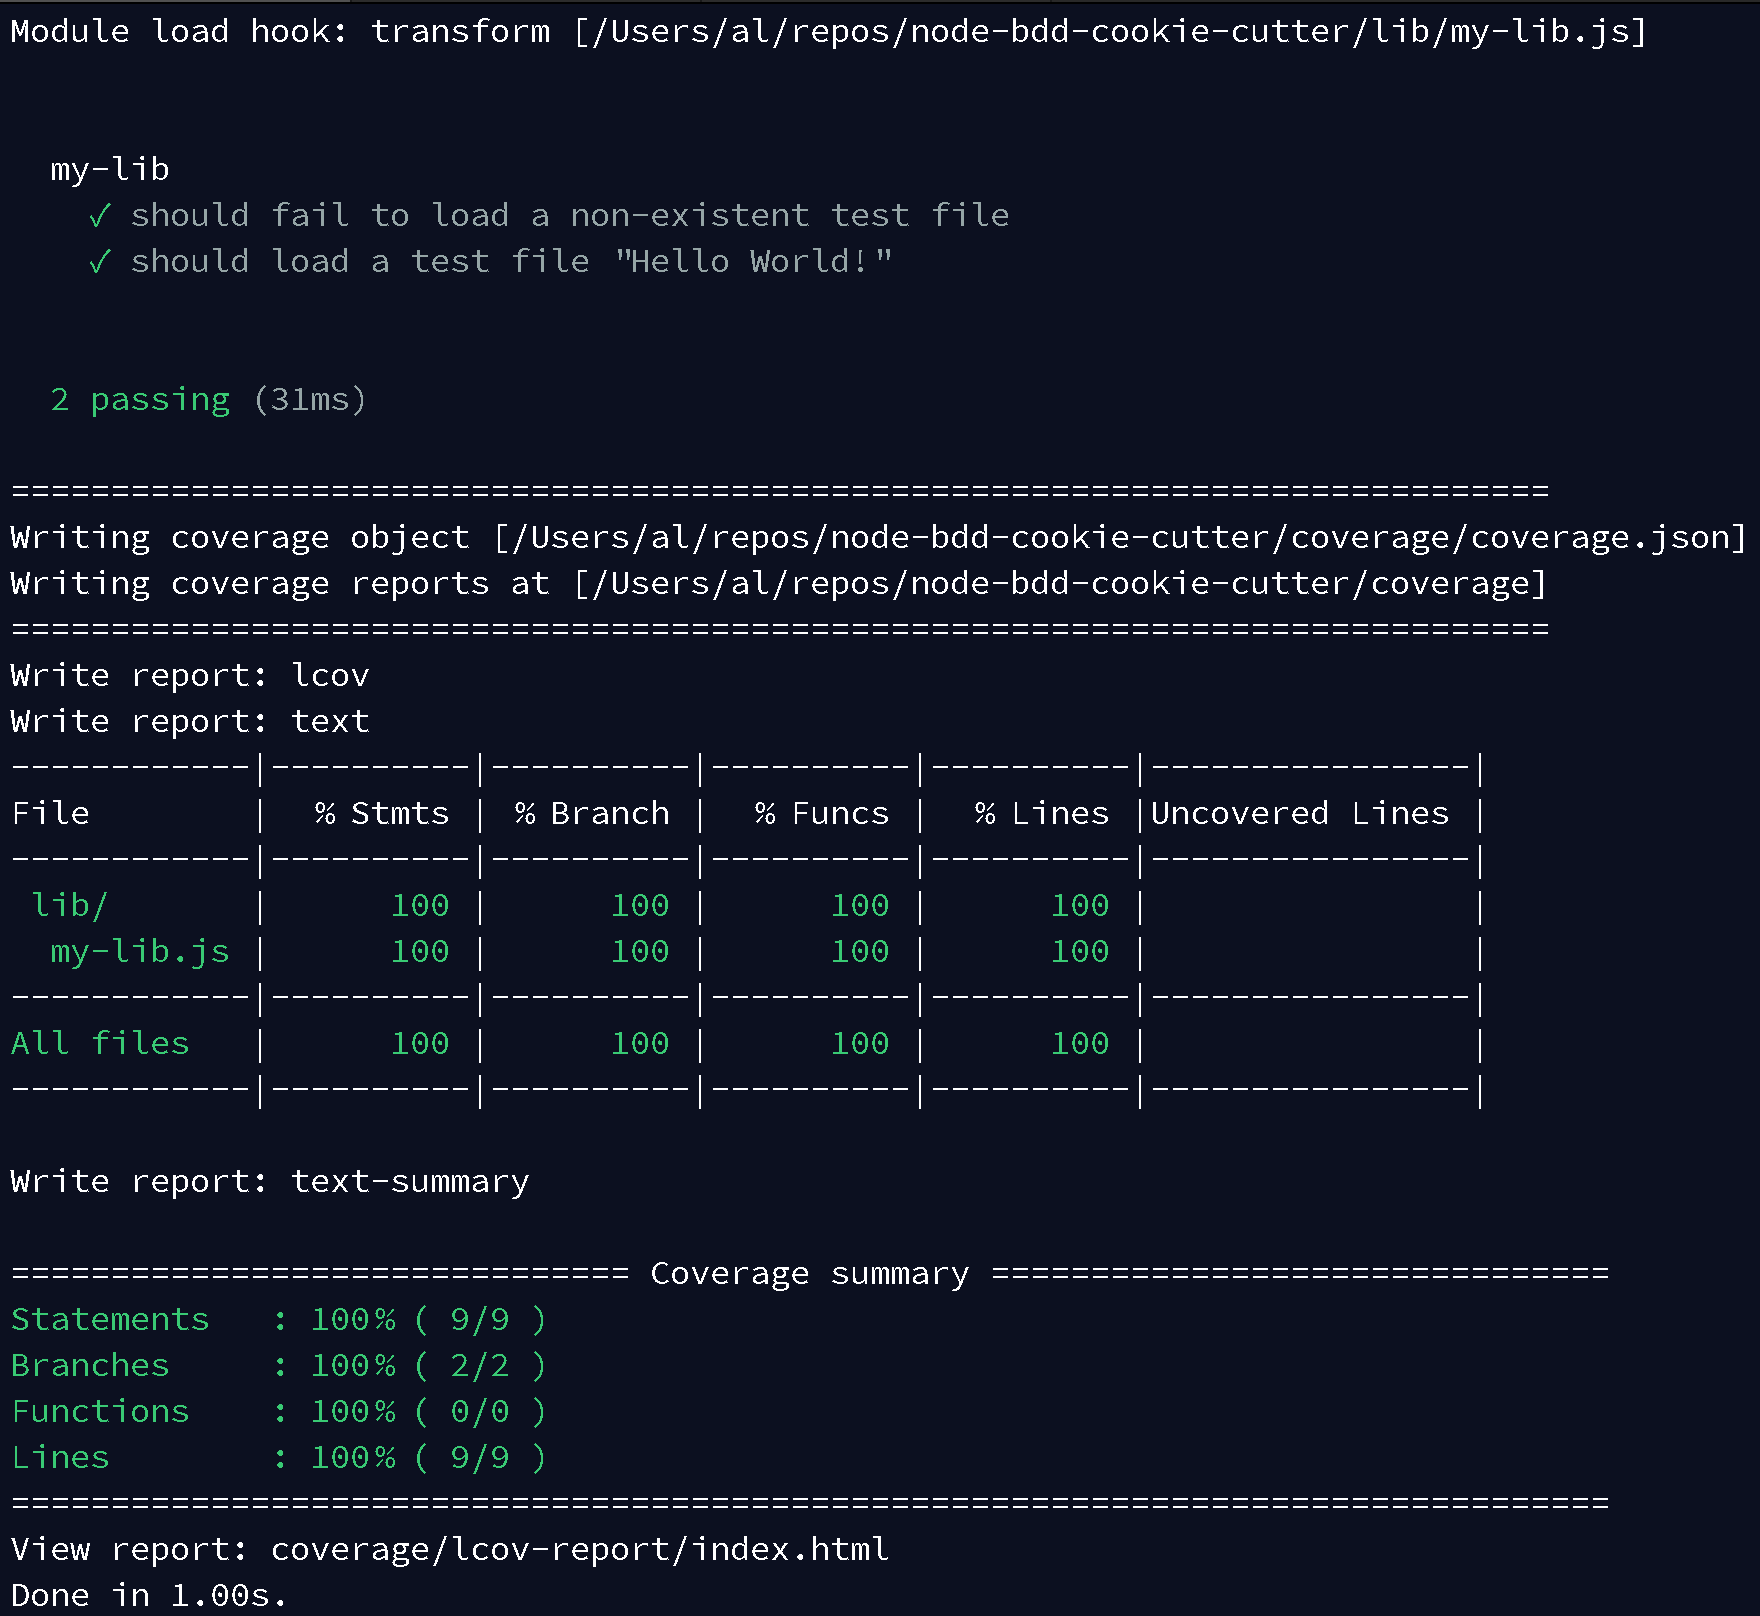 Module load hook: transform [/Users/al/repos/node-bdd-cookie-cutter/lib/my-lib.js]
my-lib
✓ should fail to load a non-existent test file
✓ should load a test file "Hello World!"
2 passing (31ms)
=============================================================================
Writing coverage object [/Users/al/repos/node-bdd-cookie-cutter/coverage/coverage.json]
Writing coverage reports at [/Users/al/repos/node-bdd-cookie-cutter/coverage]
=============================================================================
Write report: lcov
Write report: text
------------|----------|----------|----------|----------|----------------|
File        |  % Stmts | % Branch |  % Funcs |  % Lines |Uncovered Lines |
------------|----------|----------|----------|----------|----------------|
 lib/       |      100 |      100 |      100 |      100 |                |
  my-lib.js |      100 |      100 |      100 |      100 |                |
------------|----------|----------|----------|----------|----------------|
All files   |      100 |      100 |      100 |      100 |                |
------------|----------|----------|----------|----------|----------------|
Write report: text-summary
=============================== Coverage summary ===============================
Statements   : 100% ( 9/9 )
Branches     : 100% ( 2/2 )
Functions    : 100% ( 0/0 )
Lines        : 100% ( 9/9 )
================================================================================
View report: coverage/lcov-report/index.html
Done in 1.00s.